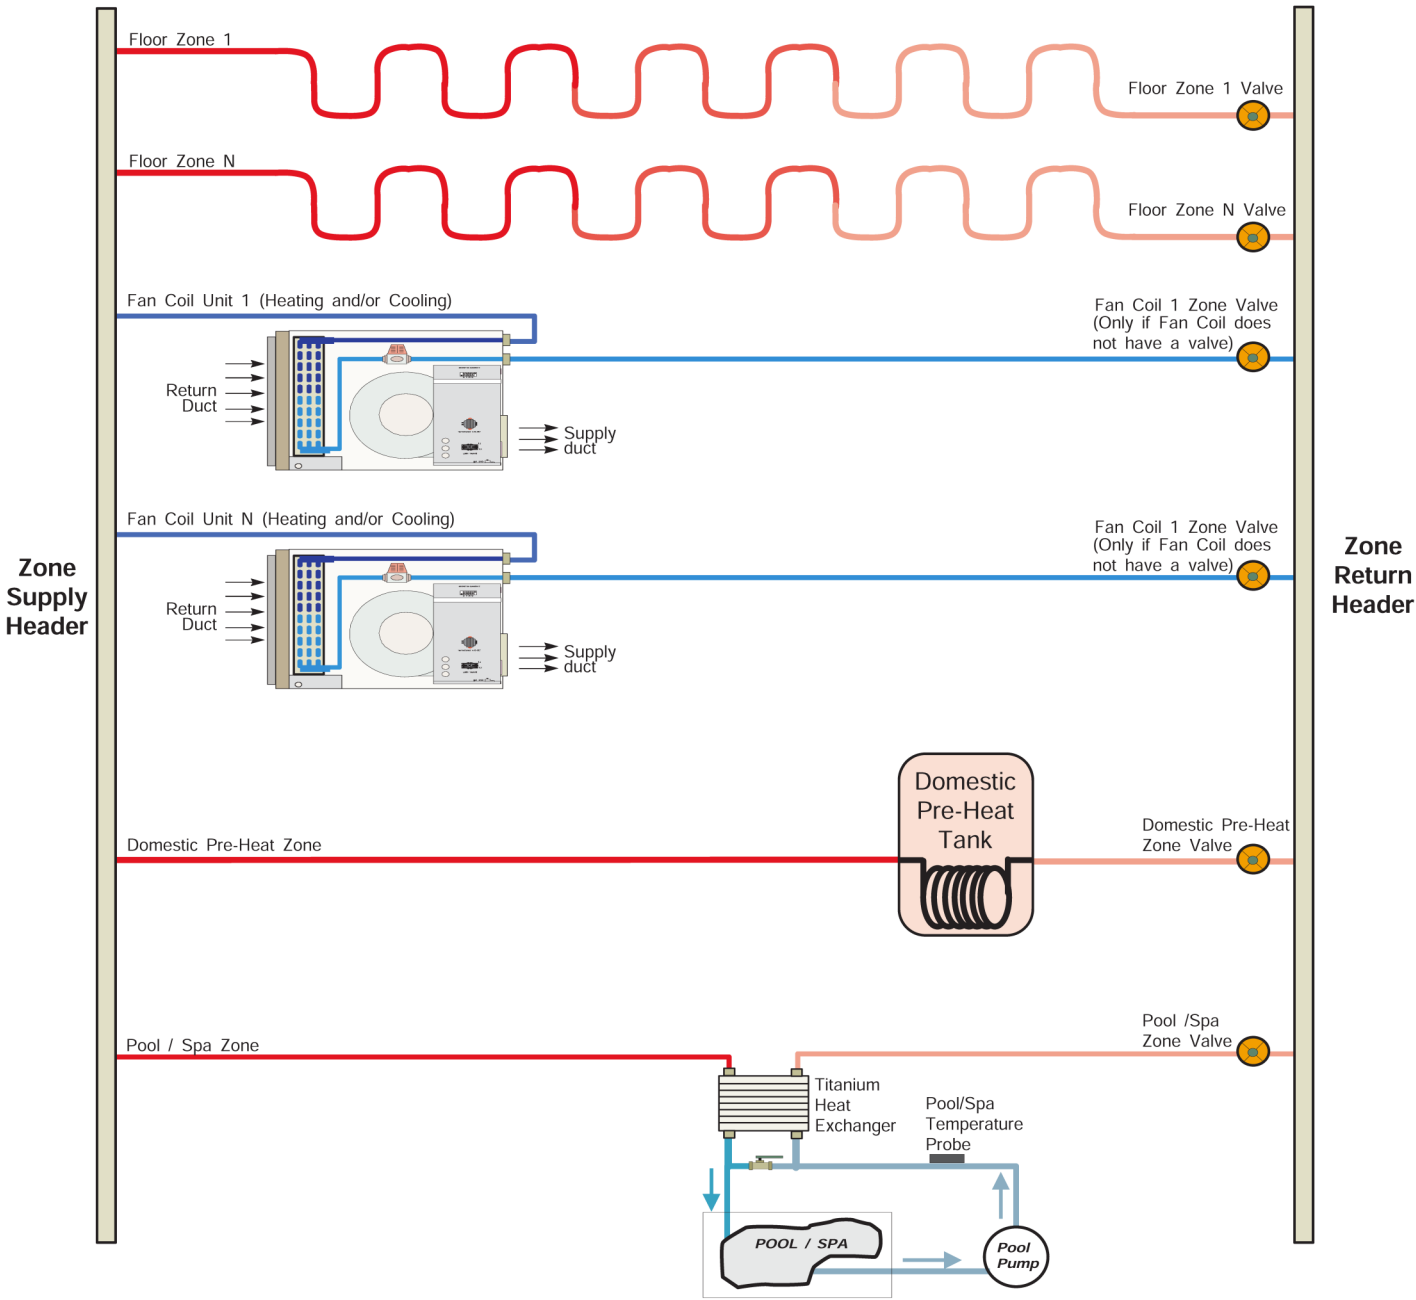 Floor Zone 1
Floor Zone 1 Valve
Floor Zone N
Floor Zone N Valve
Fan Coil Unit 1 (Heating and/or Cooling)
Fan Coil 1 Zone Valve
(Only if Fan Coil does
not have a valve)
Return
Duct
Supply
duct
Fan Coil Unit N (Heating and/or Cooling)
Fan Coil 1 Zone Valve
(Only if Fan Coil does
not have a valve)
Return
Duct
Supply
duct
Zone
Supply
Header
Zone
Return
Header
Domestic
Pre-Heat
Tank
Domestic Pre-Heat Zone
Domestic Pre-Heat
Zone Valve
Pool / Spa Zone
Pool /Spa
Zone Valve
Titanium
Heat
Exchanger
Pool/Spa
Temperature
Probe
POOL / SPA
Pool
Pump